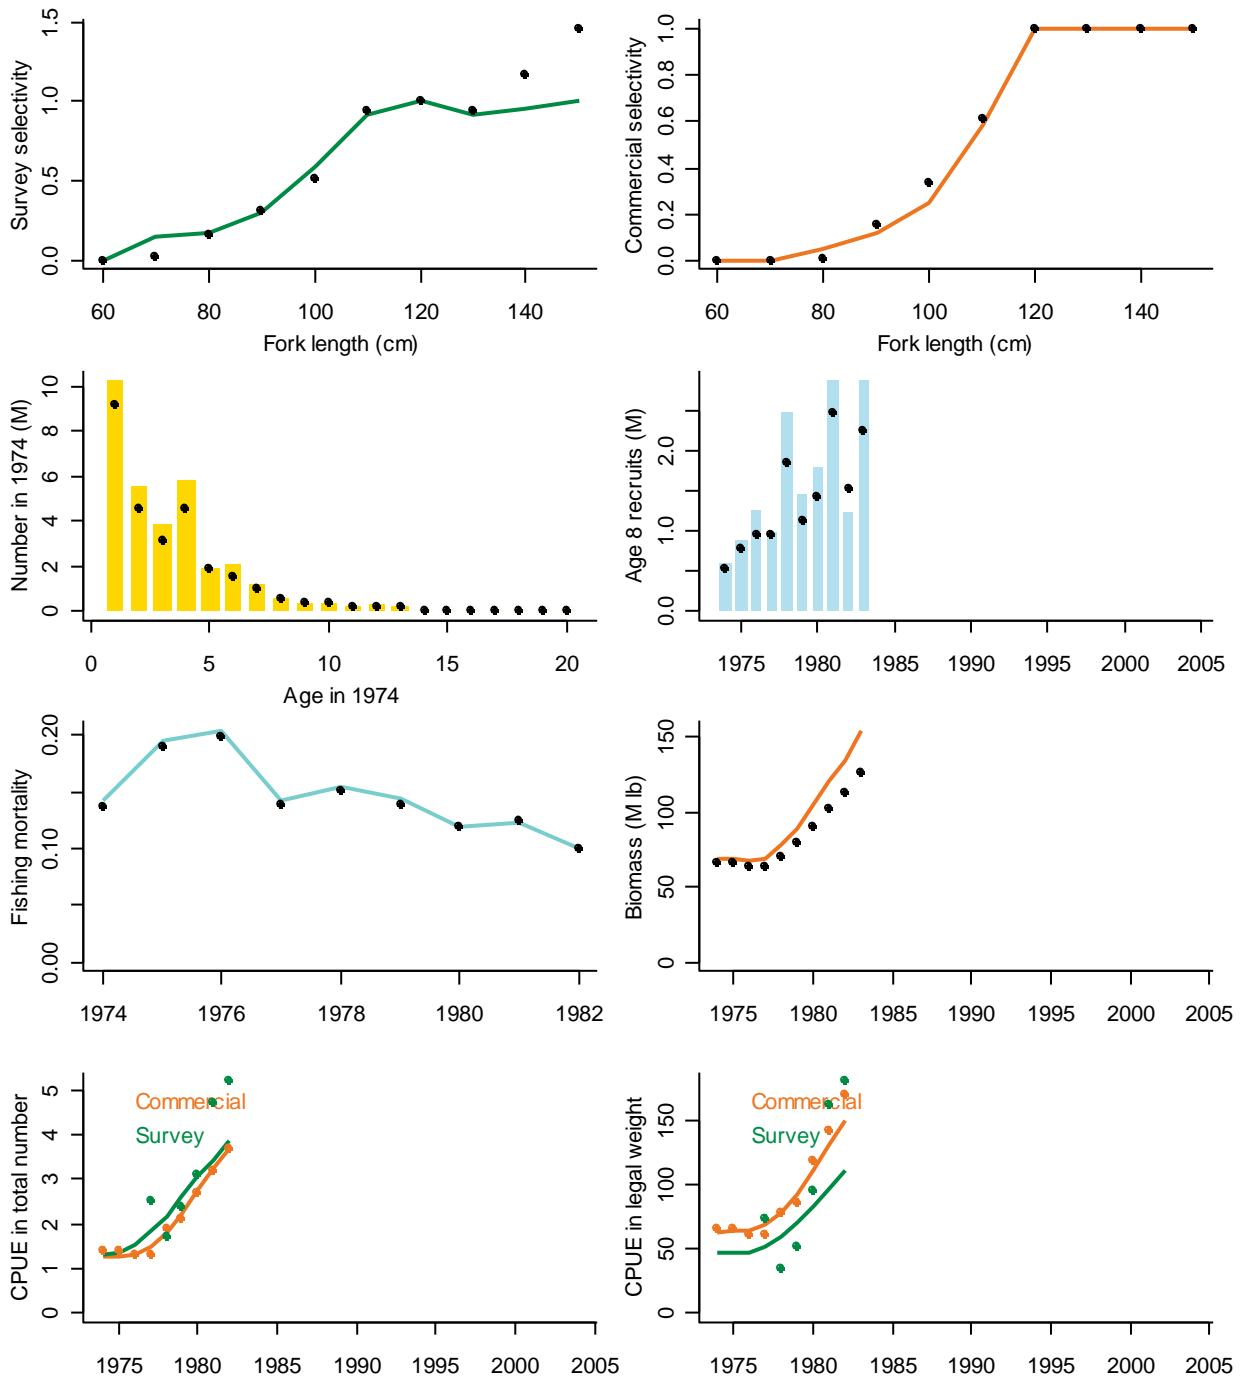 Survey selectivity
0.0 0.5 1.0 1.5
60 80 100 120 140
Fork length (cm)
Commercial selectivity
0.0 0.2 0.4 0.6 0.8 1.0
60 80 100 120 140
Fork length (cm)
Number in 1974 (M)
0 2 4 6 8 10
0 5 10 15 20
Age in 1974
Age 8 recruits (M)
0.0 1.0 2.0
1975 1980 1985 1990 1995 2000 2005
Fishing mortality
0.00 0.10 0.20
1974 1976 1978 1980 1982
Biomass (M lb)
0 50 100 150
1975 1980 1985 1990 1995 2000 2005
CPUE in total number
0 1 2 3 4 5
Commercial
Survey
1975 1980 1985 1990 1995 2000 2005
CPUE in legal weight
0 50 100 150
Commercial
Survey
1975 1980 1985 1990 1995 2000 2005